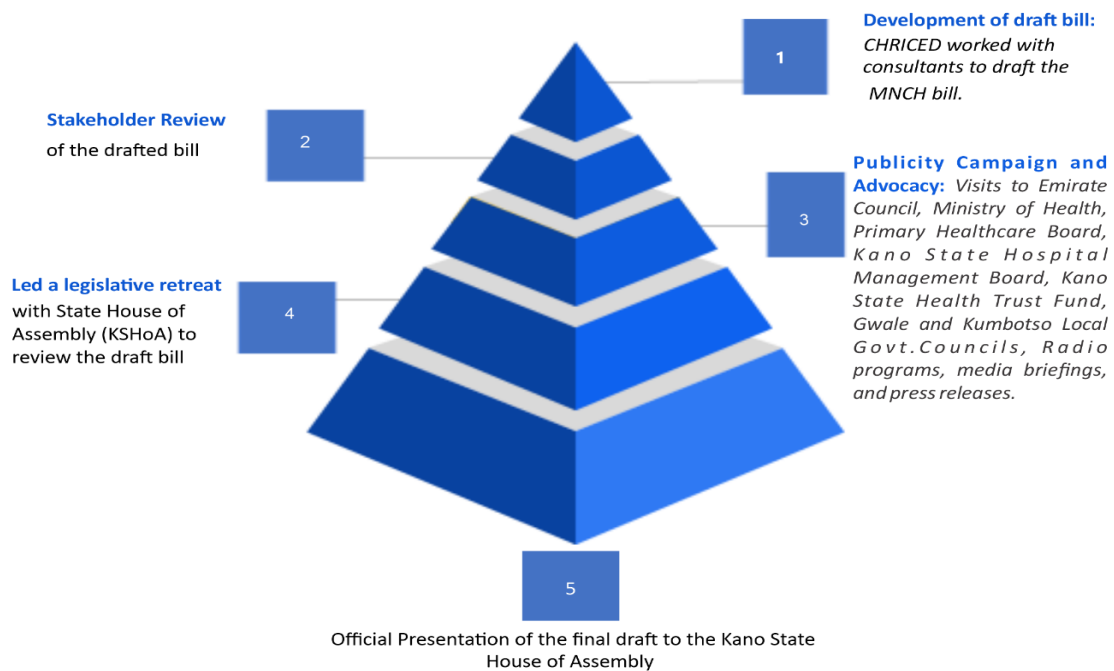 1
Development of draft bill:
CHRICED worked with
consultants to draft the
MNCH bill.
2
Stakeholder Review
of the drafted bill
3
Publicity Campaign and
Advocacy: Visits to Emirate
Council, Ministry of Health,
Primary Healthcare Board,
Kano State Hospital
Management Board, Kano
State Health Trust Fund,
Gwale and Kumbotso Local
Govt.Councils, Radio
programs, media briefings,
and press releases.
4
Led a legislative retreat
with State House of
Assembly (KSHoA) to
review the draft bill
5
Official Presentation of the final draft to the Kano State
House of Assembly